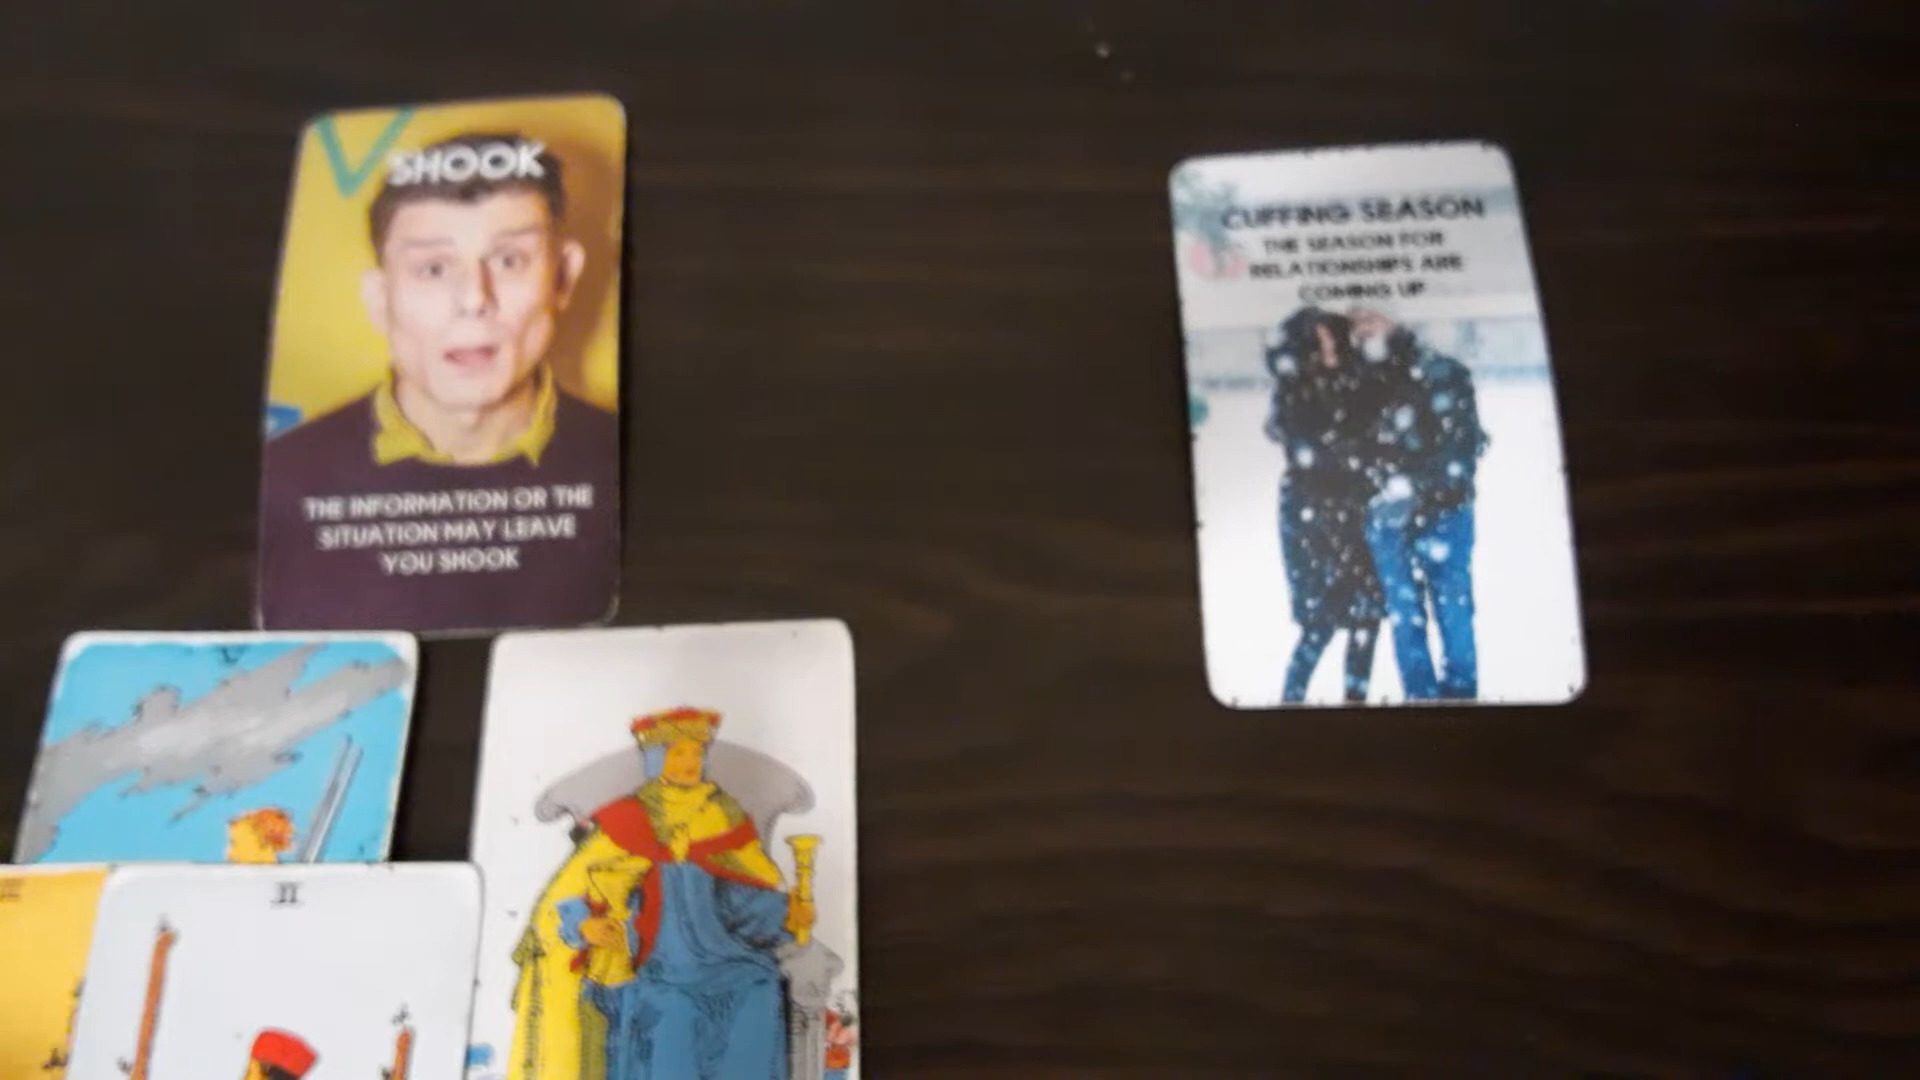 SHOOK
THE INFORMATION OR THE
SITUATION MAY LEAVE
YOU SHOOK
CUFFING SEASON
THE SEASON FOR
RELATIONSHIPS ARE
COMING UP
V
II